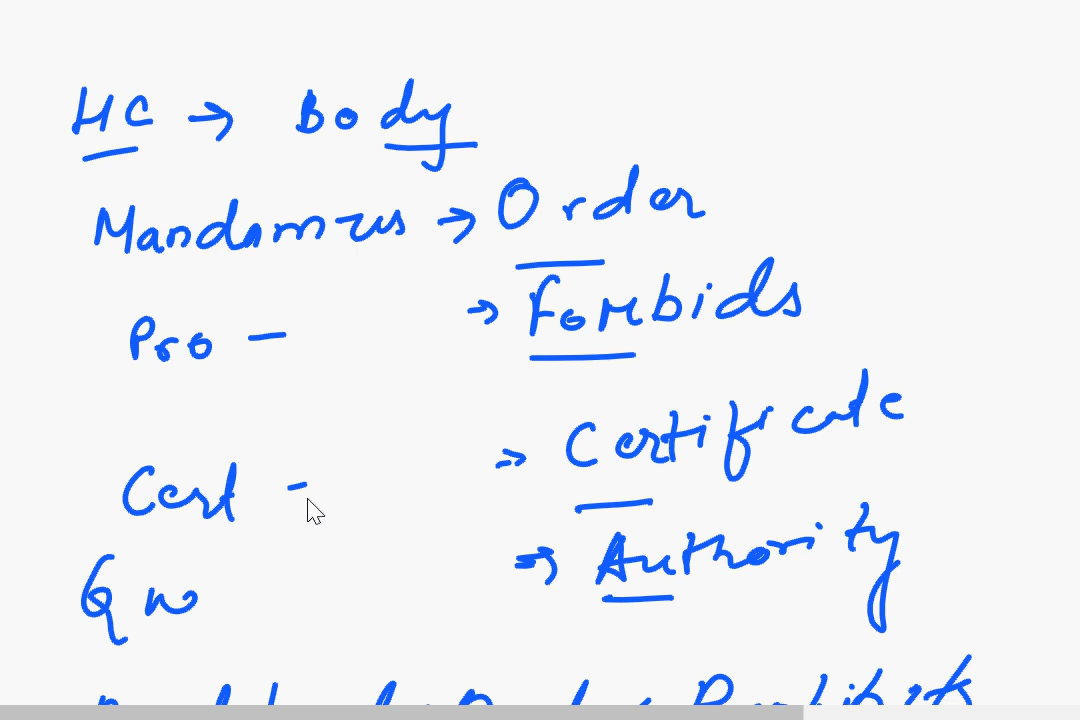 HC → Body
Mandamus → Order
Pro - → Forbids
Cert - → Certificate
QW → Authority